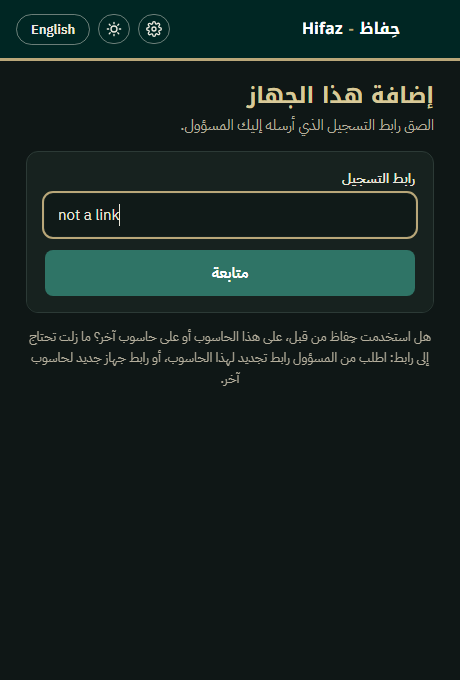 حِفاظ - Hifaz
English
إضافة هذا الجهاز
الصق رابط التسجيل الذي أرسله إليك المسؤول.
رابط التسجيل
not a link
متابعة
هل استخدمت حِفاظ من قبل، على هذا الحاسوب أو على حاسوب آخر؟ ما زلت تحتاج
إلى رابط: اطلب من المسؤول رابط تجديد لهذا الحاسوب، أو رابط جهاز جديد لحاسوب
آخر.